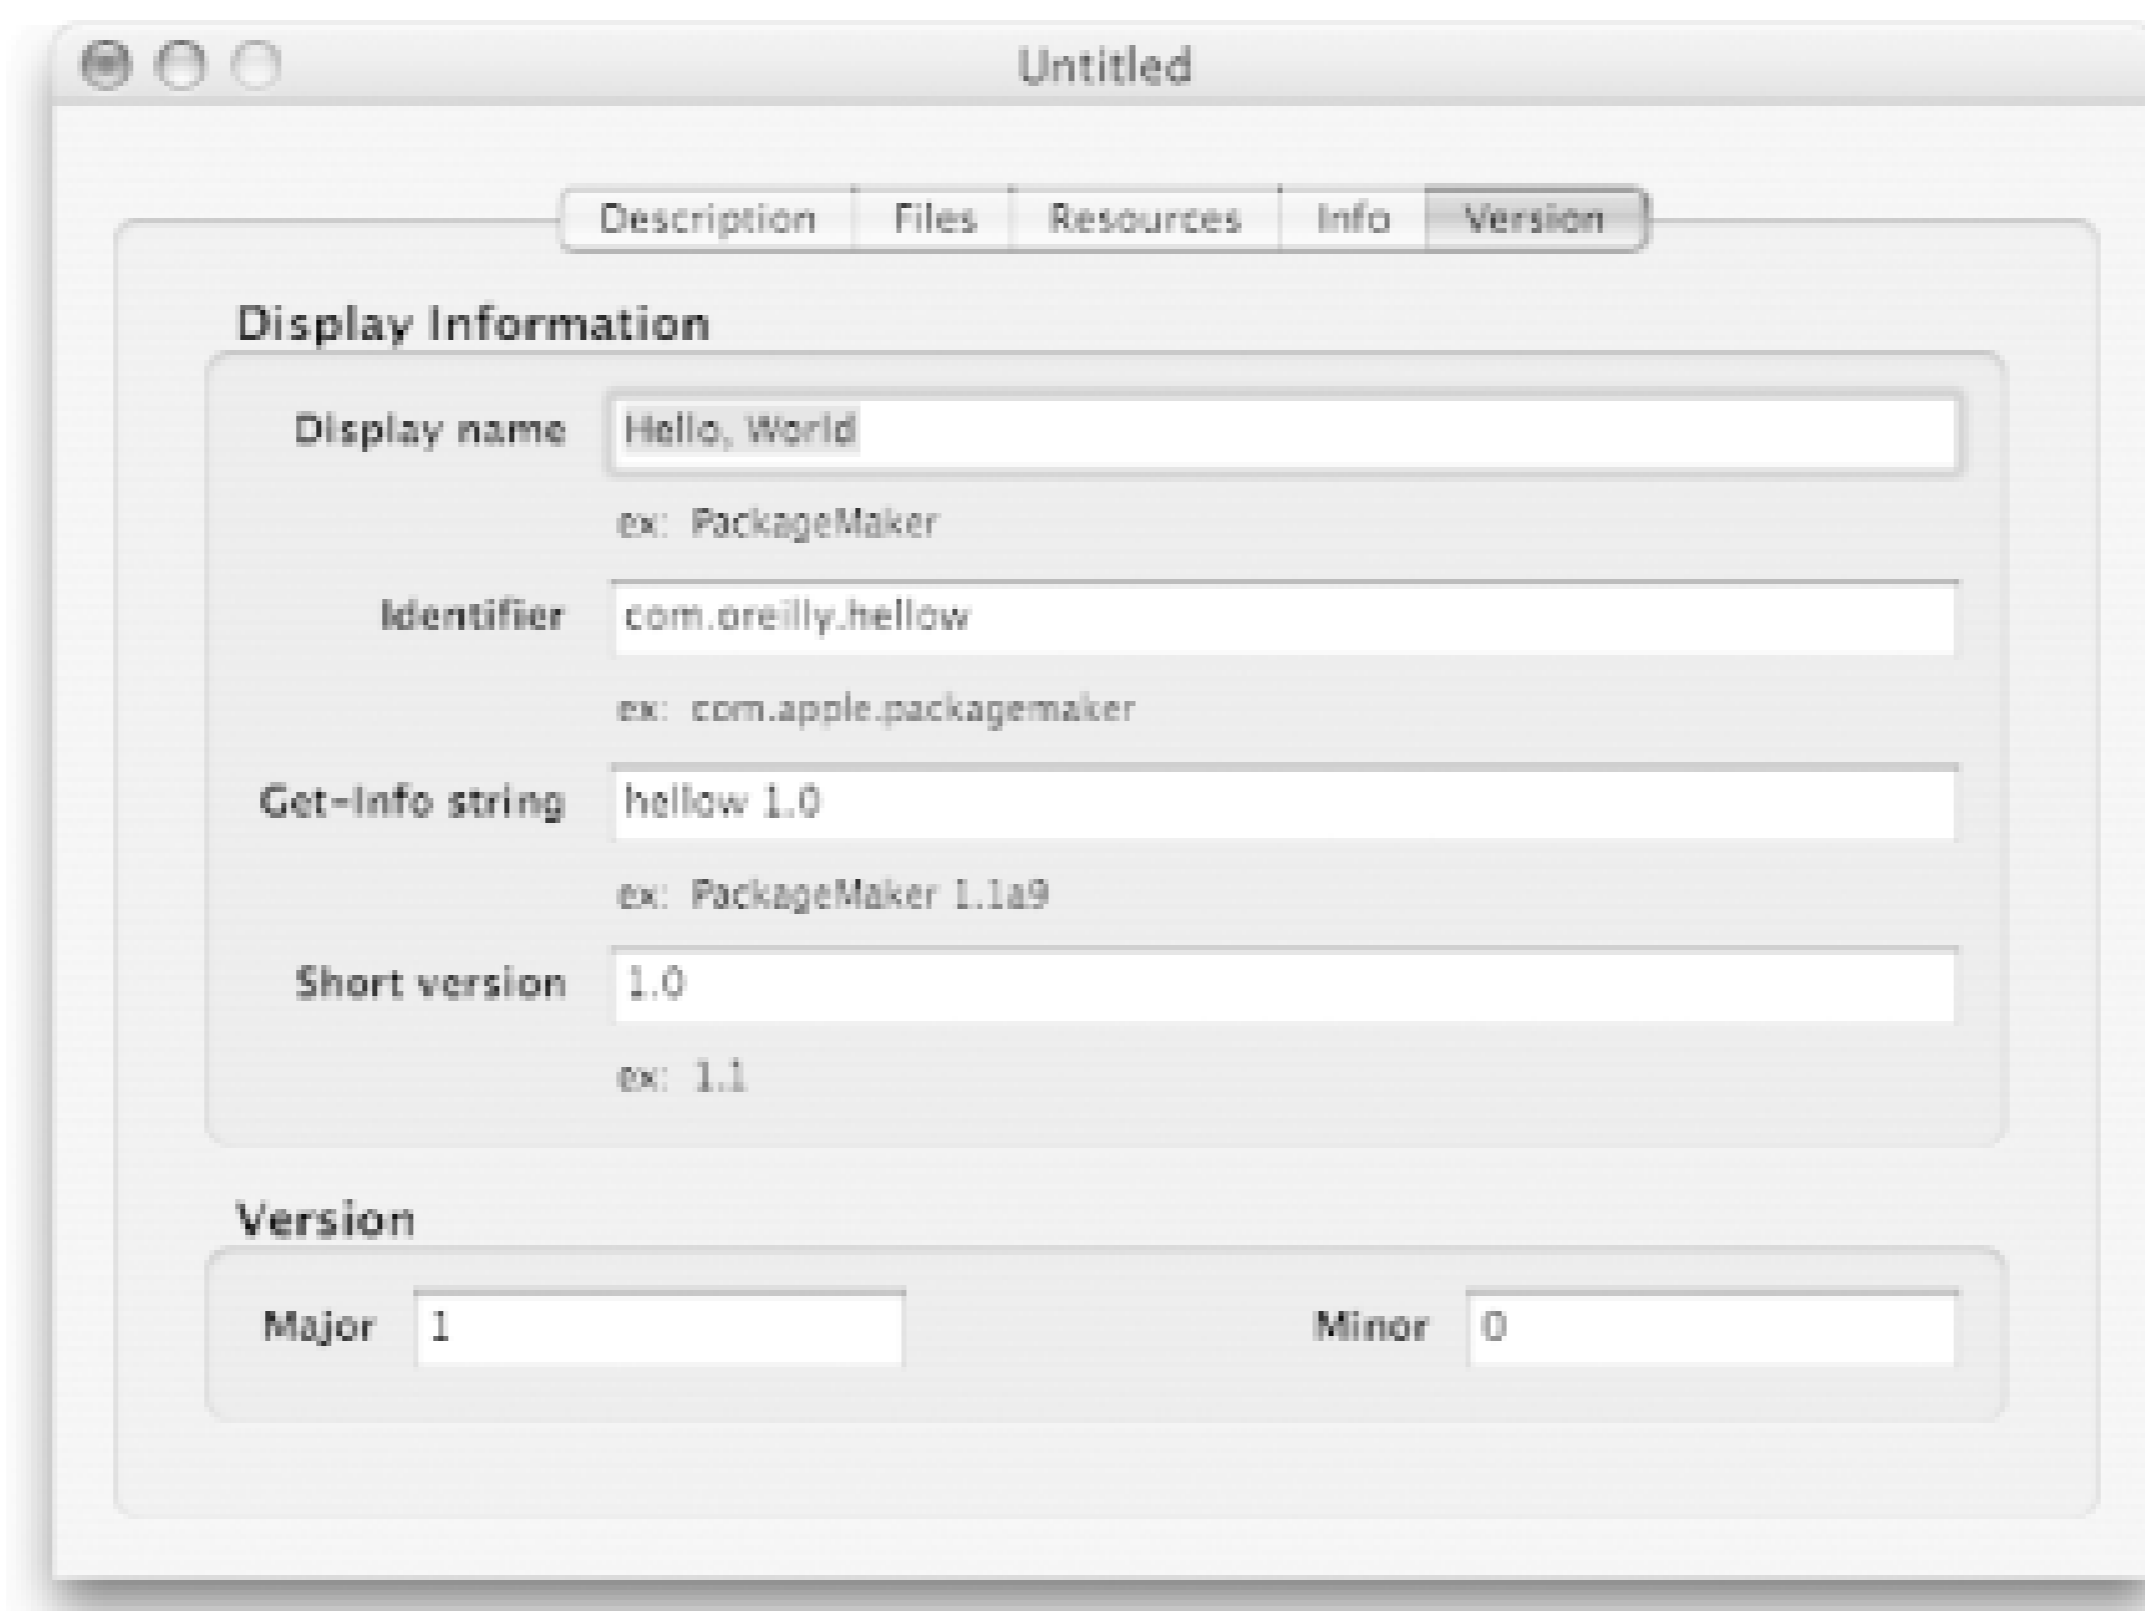 Untitled
Description Files Resources Info Version
Display Information
Display name Hello, World
ex: PackageMaker
Identifier com.oreilly.hellow
ex: com.apple.packagemaker
Get-Info string hellow 1.0
ex: PackageMaker 1.1a9
Short version 1.0
ex: 1.1
Version
Major 1 Minor 0